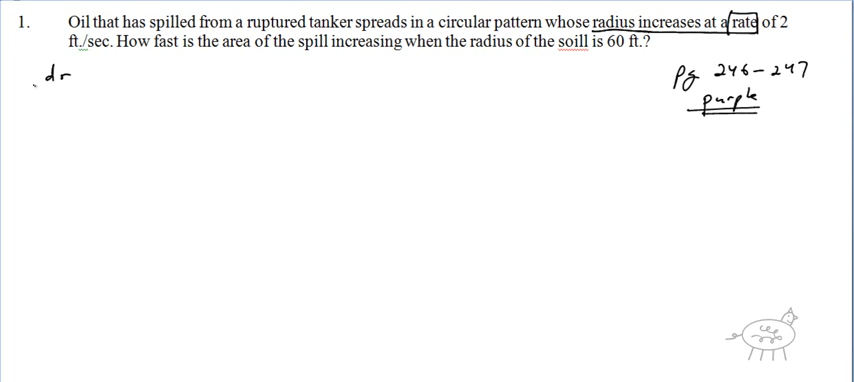 1. Oil that has spilled from a ruptured tanker spreads in a circular pattern whose radius increases at a rate of 2
ft./sec. How fast is the area of the spill increasing when the radius of the soill is 60 ft.?
dr
Pg 246-247
purple